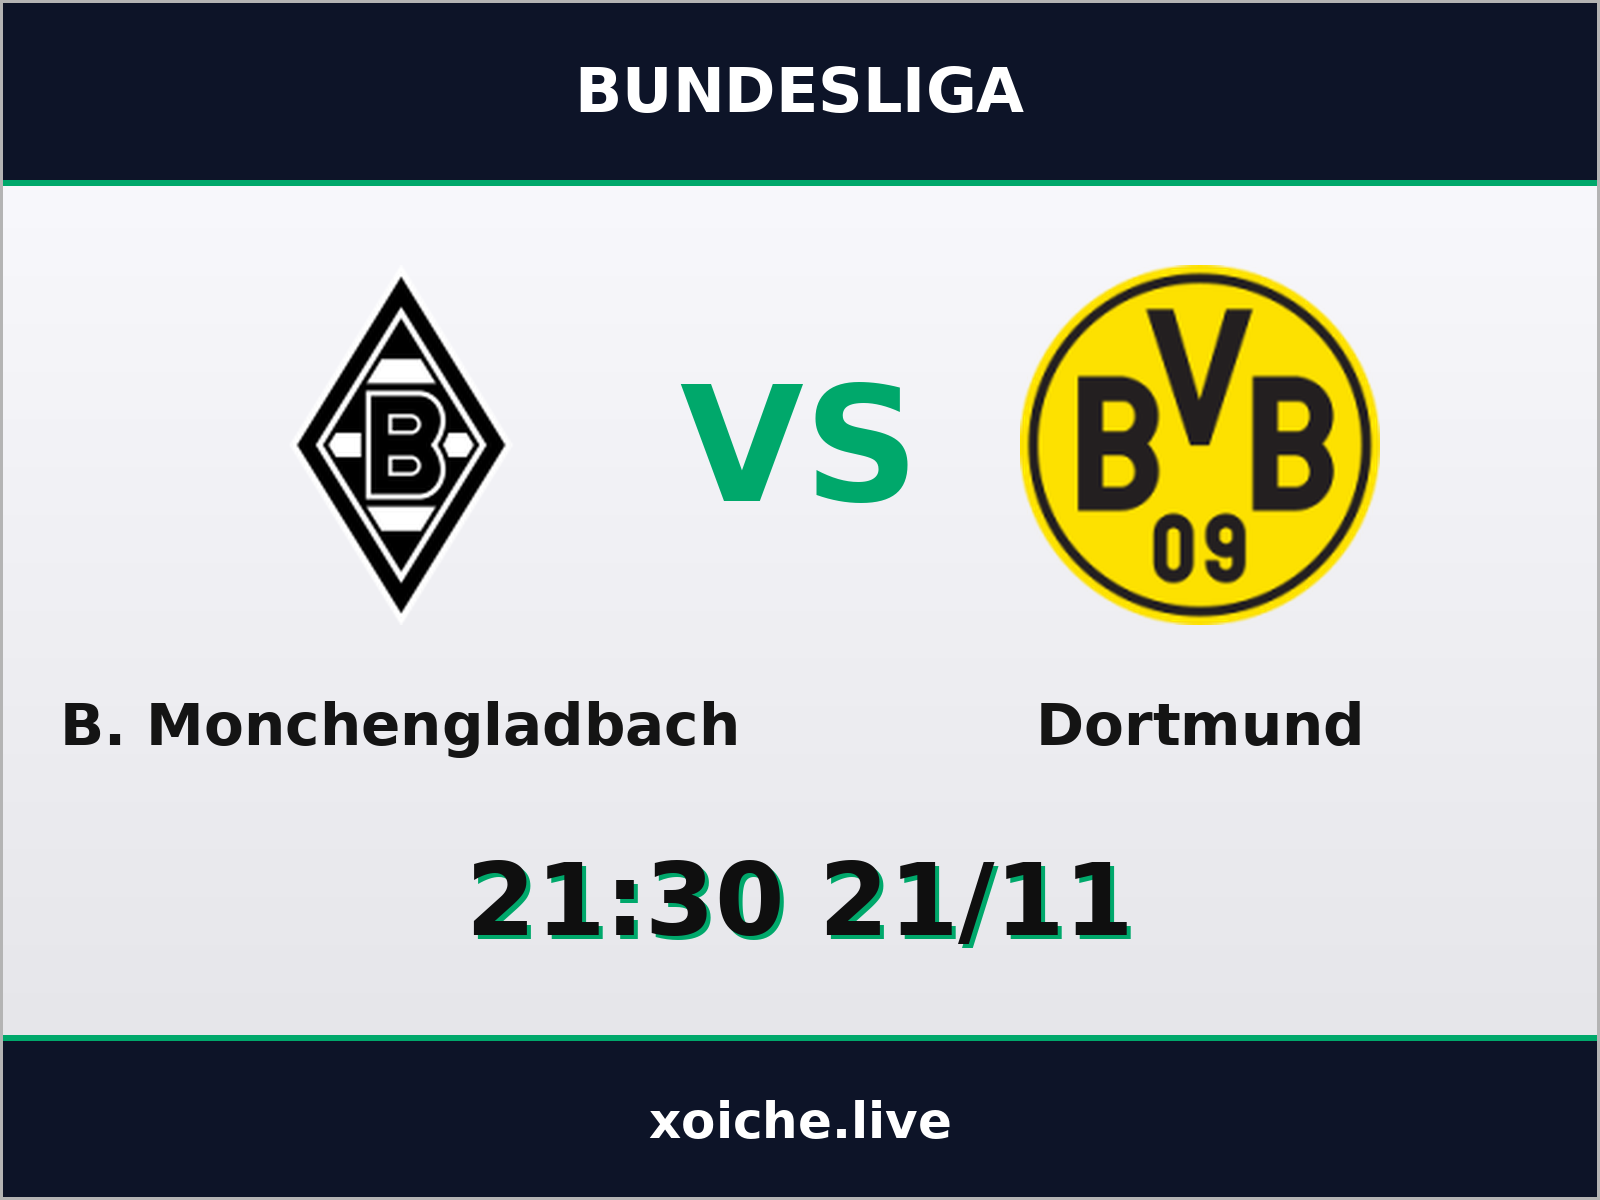 BUNDESLIGA
B
VS
BVB
09
B. Monchengladbach
Dortmund
21:30 21/11
xoiche.live